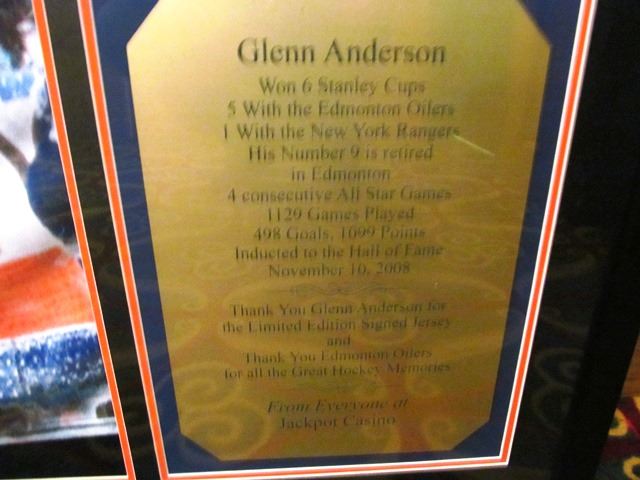 Glenn Anderson
Won 6 Stanley Cups
5 With the Edmonton Oilers
1 With the New York Rangers
His Number 9 is retired
in Edmonton
4 consecutive All Star Games
1129 Games Played
498 Goals, 1099 Points
Inducted to the Hall of Fame
November 10, 2008
Thank You Glenn Anderson for
the Limited Edition Signed Jersey
and
Thank You Edmonton Oilers
for all the Great Hockey Memories
From Everyone at
Jackpot Casino